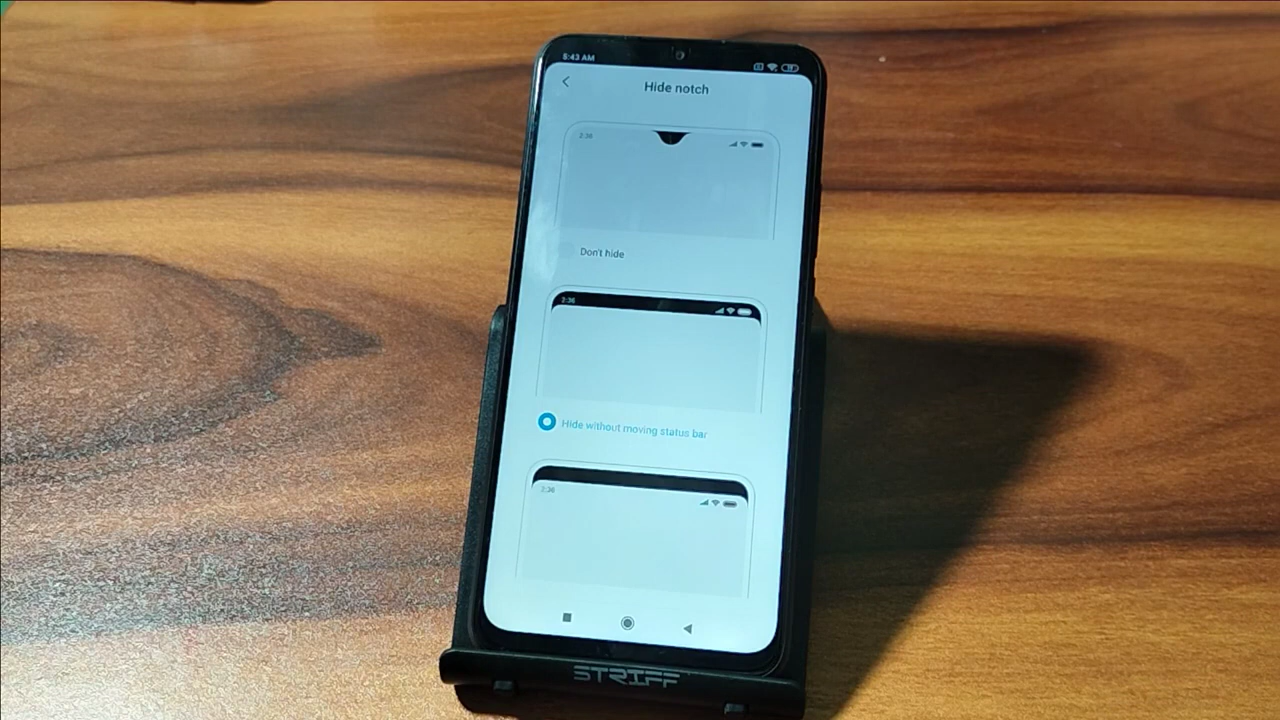 5:43 AM
Hide notch
2:36
Don't hide
2:36
Hide without moving status bar
2:36
STRIFF